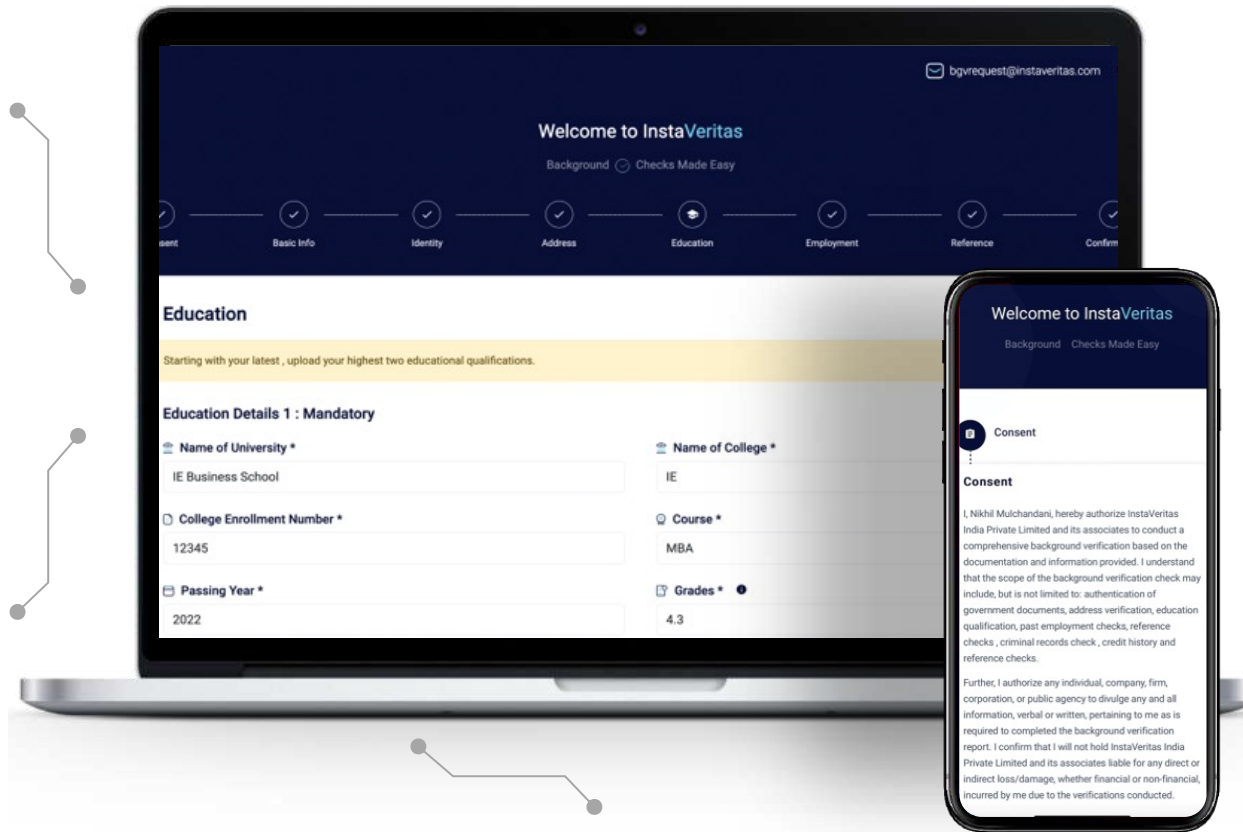 bgvrequest@instaveritas.com
Welcome to InstaVeritas
Background Checks Made Easy
sent Basic Info Identity Address Education Employment Reference Confirm
Education
Starting with your latest , upload your highest two educational qualifications.
Education Details 1 : Mandatory
Name of University * Name of College *
IE Business School IE
College Enrollment Number * Course *
12345 MBA
Passing Year * Grades *
2022 4.3
Welcome to InstaVeritas
Background Checks Made Easy
Consent
Consent
I, Nikhil Mulchandani, hereby authorize InstaVeritas
India Private Limited and its associates to conduct a
comprehensive background verification based on the
documentation and information provided. I understand
that the scope of the background verification check may
include, but is not limited to: authentication of
government documents, address verification, education
qualification, past employment checks, reference
checks , criminal records check , credit history and
reference checks.
Further, I authorize any individual, company, firm,
corporation, or public agency to divulge any and all
information, verbal or written, pertaining to me as is
required to completed the background verification
report. I confirm that I will not hold InstaVeritas India
Private Limited and its associates liable for any direct or
indirect loss/damage, whether financial or non-financial,
incurred by me due to the verifications conducted.